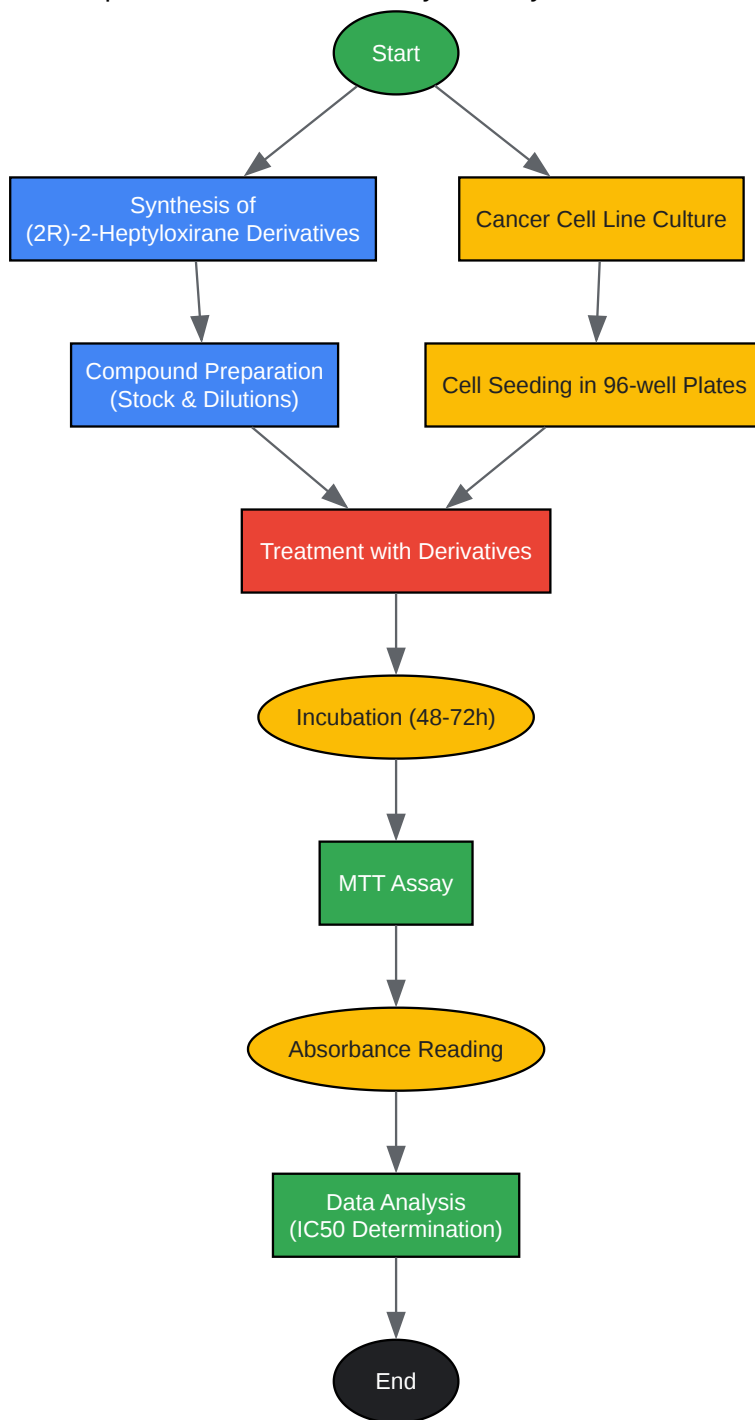 Start
Synthesis of
(2R)-2-Heptyloxirane Derivatives
Cancer Cell Line Culture
Compound Preparation
(Stock & Dilutions)
Cell Seeding in 96-well Plates
Treatment with Derivatives
Incubation (48-72h)
MTT Assay
Absorbance Reading
Data Analysis
(IC50 Determination)
End